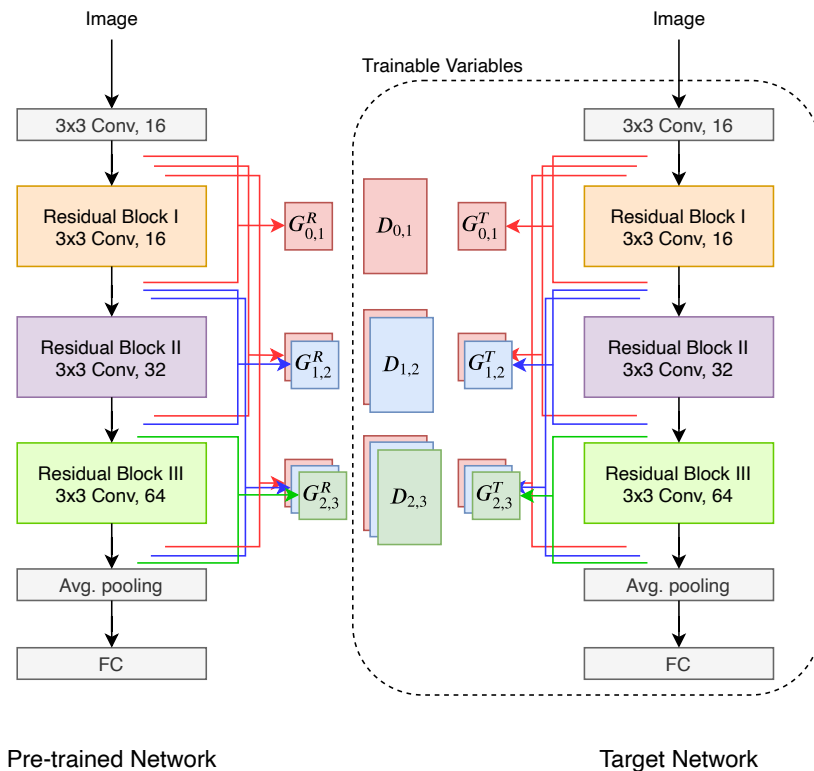 Image
Image
Trainable Variables
3x3 Conv, 16
3x3 Conv, 16
Residual Block I
3x3 Conv, 16
G^R_{0,1}
D_{0,1}
G^T_{0,1}
Residual Block I
3x3 Conv, 16
Residual Block II
3x3 Conv, 32
G^R_{1,2}
D_{1,2}
G^T_{1,2}
Residual Block II
3x3 Conv, 32
Residual Block III
3x3 Conv, 64
G^R_{2,3}
D_{2,3}
G^T_{2,3}
Residual Block III
3x3 Conv, 64
Avg. pooling
Avg. pooling
FC
FC
Pre-trained Network
Target Network